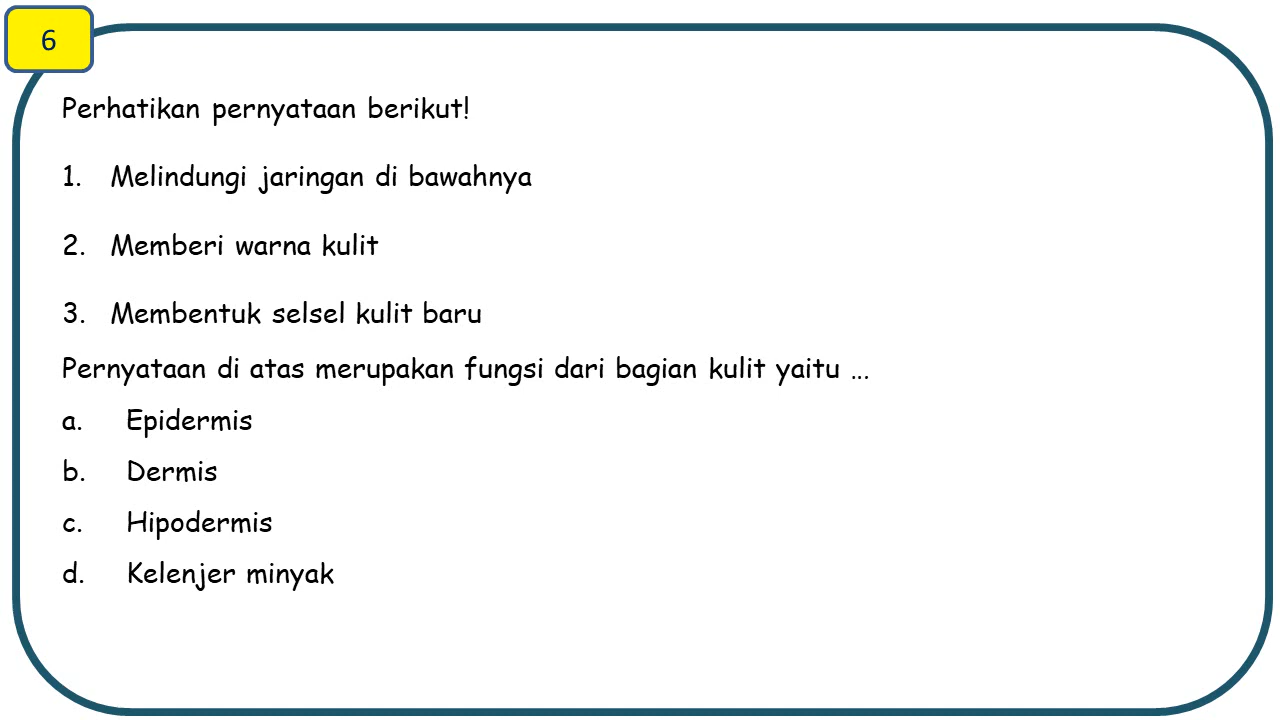 6
Perhatikan pernyataan berikut!
1. Melindungi jaringan di bawahnya
2. Memberi warna kulit
3. Membentuk selsel kulit baru
Pernyataan di atas merupakan fungsi dari bagian kulit yaitu ...
a. Epidermis
b. Dermis
c. Hipodermis
d. Kelenjer minyak